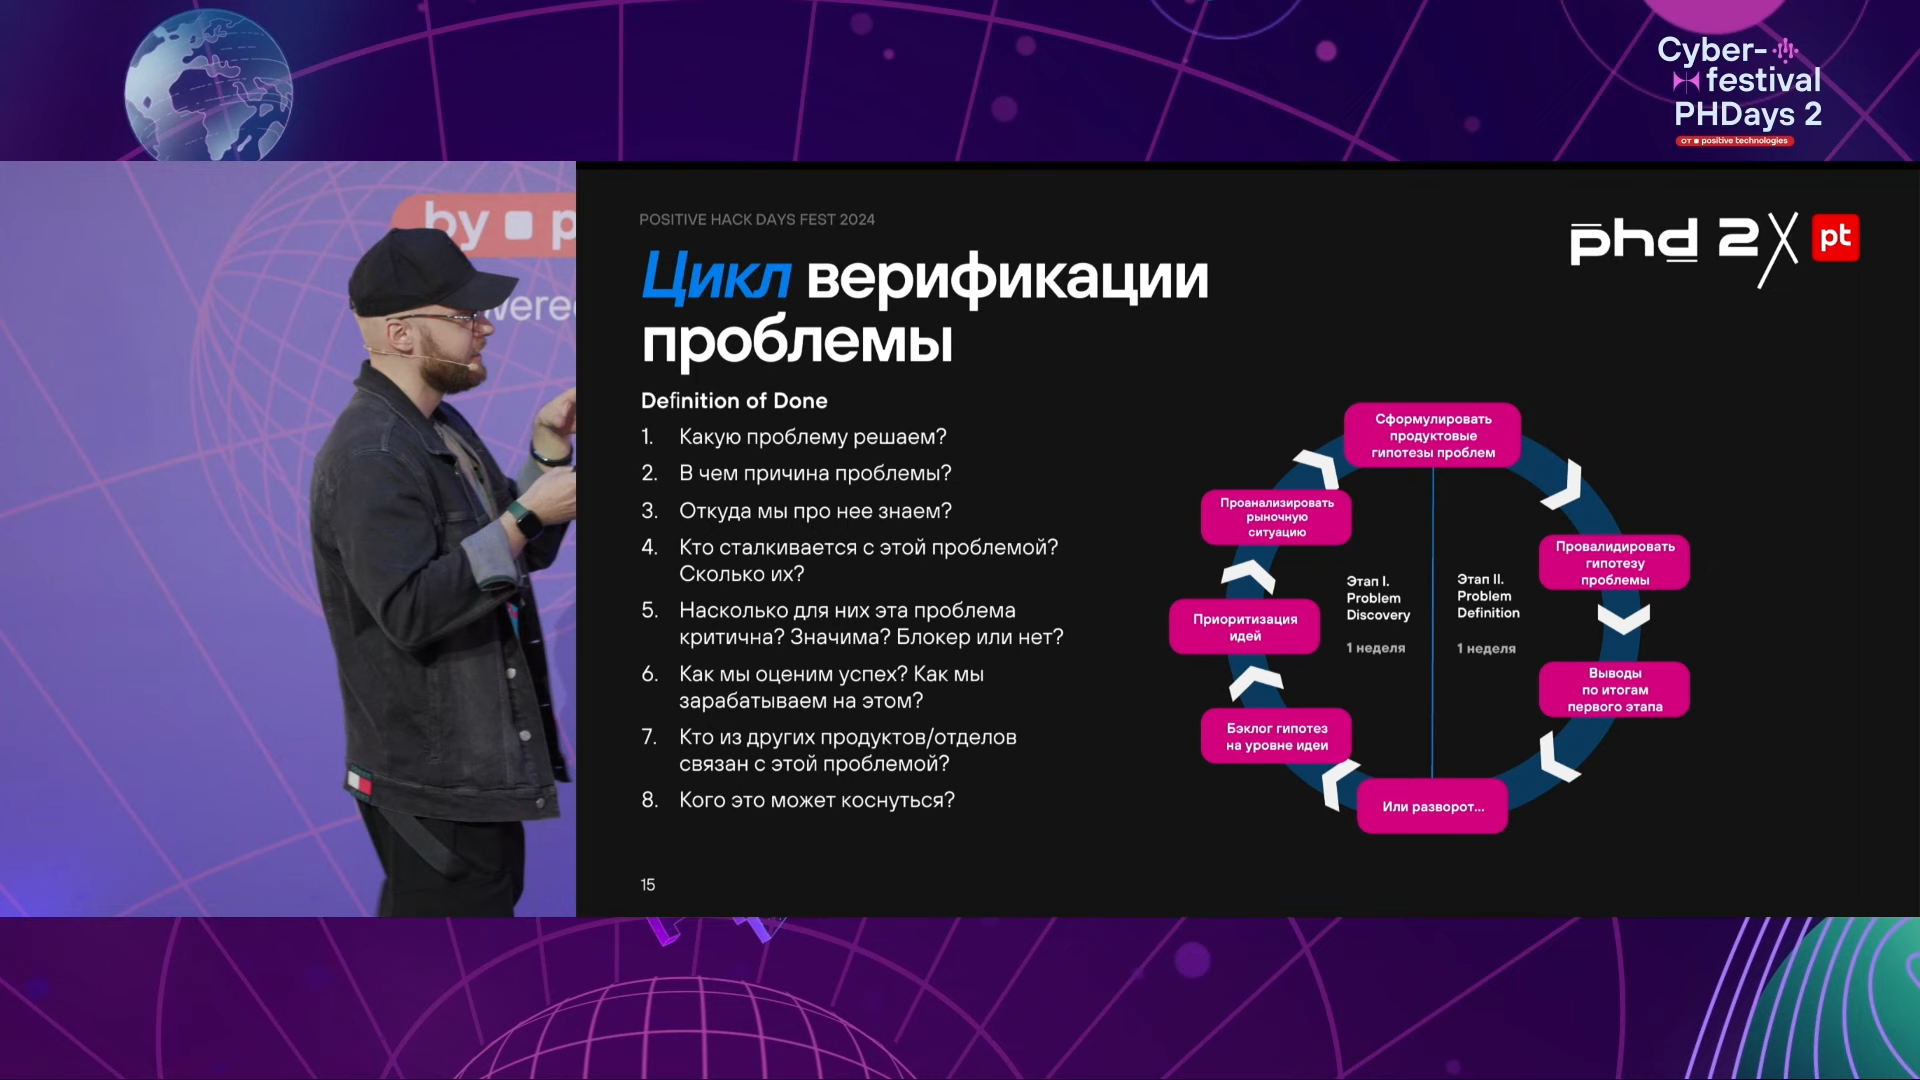 Cyber-
festival
PHDays 2
от positive technologies
by p
wered
POSITIVE HACK DAYS FEST 2024
phd 2
pt
Цикл верификации
проблемы
Definition of Done
1. Какую проблему решаем?
2. В чем причина проблемы?
3. Откуда мы про нее знаем?
4. Кто сталкивается с этой проблемой?
Сколько их?
5. Насколько для них эта проблема
критична? Значима? Блокер или нет?
6. Как мы оценим успех? Как мы
зарабатываем на этом?
7. Кто из других продуктов/отделов
связан с этой проблемой?
8. Кого это может коснуться?
15
Сформулировать
продуктовые
гипотезы проблем
Провалидировать
гипотезу
проблемы
Выводы
по итогам
первого этапа
Или разворот...
Бэклог гипотез
на уровне идеи
Приоритизация
идей
Проанализировать
рыночную
ситуацию
Этап I.
Problem
Discovery
1 неделя
Этап II.
Problem
Definition
1 неделя